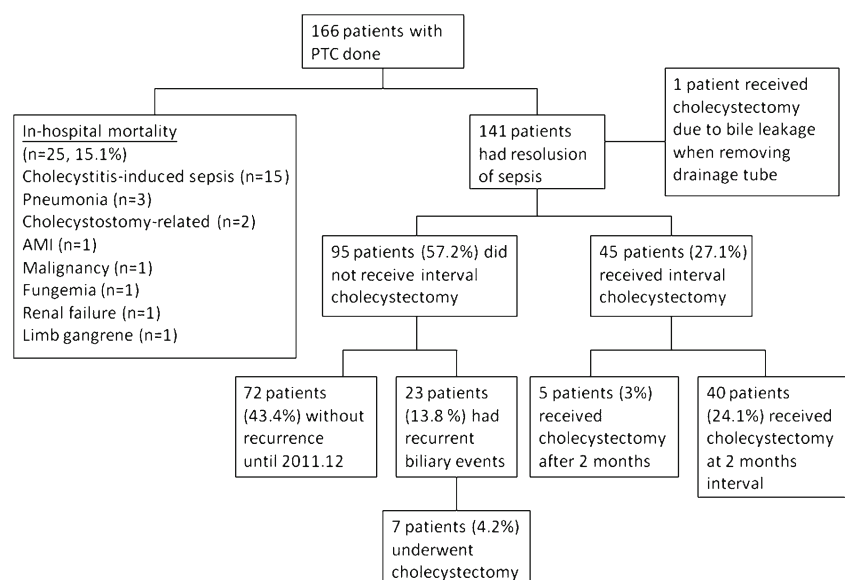 166 patients with
PTC done
In-hospital mortality
(n=25, 15.1%)
Cholecystitis-induced sepsis (n=15)
Pneumonia (n=3)
Cholecystostomy-related (n=2)
AMI (n=1)
Malignancy (n=1)
Fungemia (n=1)
Renal failure (n=1)
Limb gangrene (n=1)
141 patients
had resolusion
of sepsis
1 patient received
cholecystectomy
due to bile leakage
when removing
drainage tube
95 patients (57.2%) did
not receive interval
cholecystectomy
45 patients (27.1%)
received interval
cholecystectomy
72 patients
(43.4%) without
recurrence
until 2011.12
23 patients
(13.8 %) had
recurrent
biliary events
5 patients (3%)
received
cholecystectomy
after 2 months
40 patients
(24.1%) received
cholecystectomy
at 2 months
interval
7 patients (4.2%)
underwent
cholecystectomy